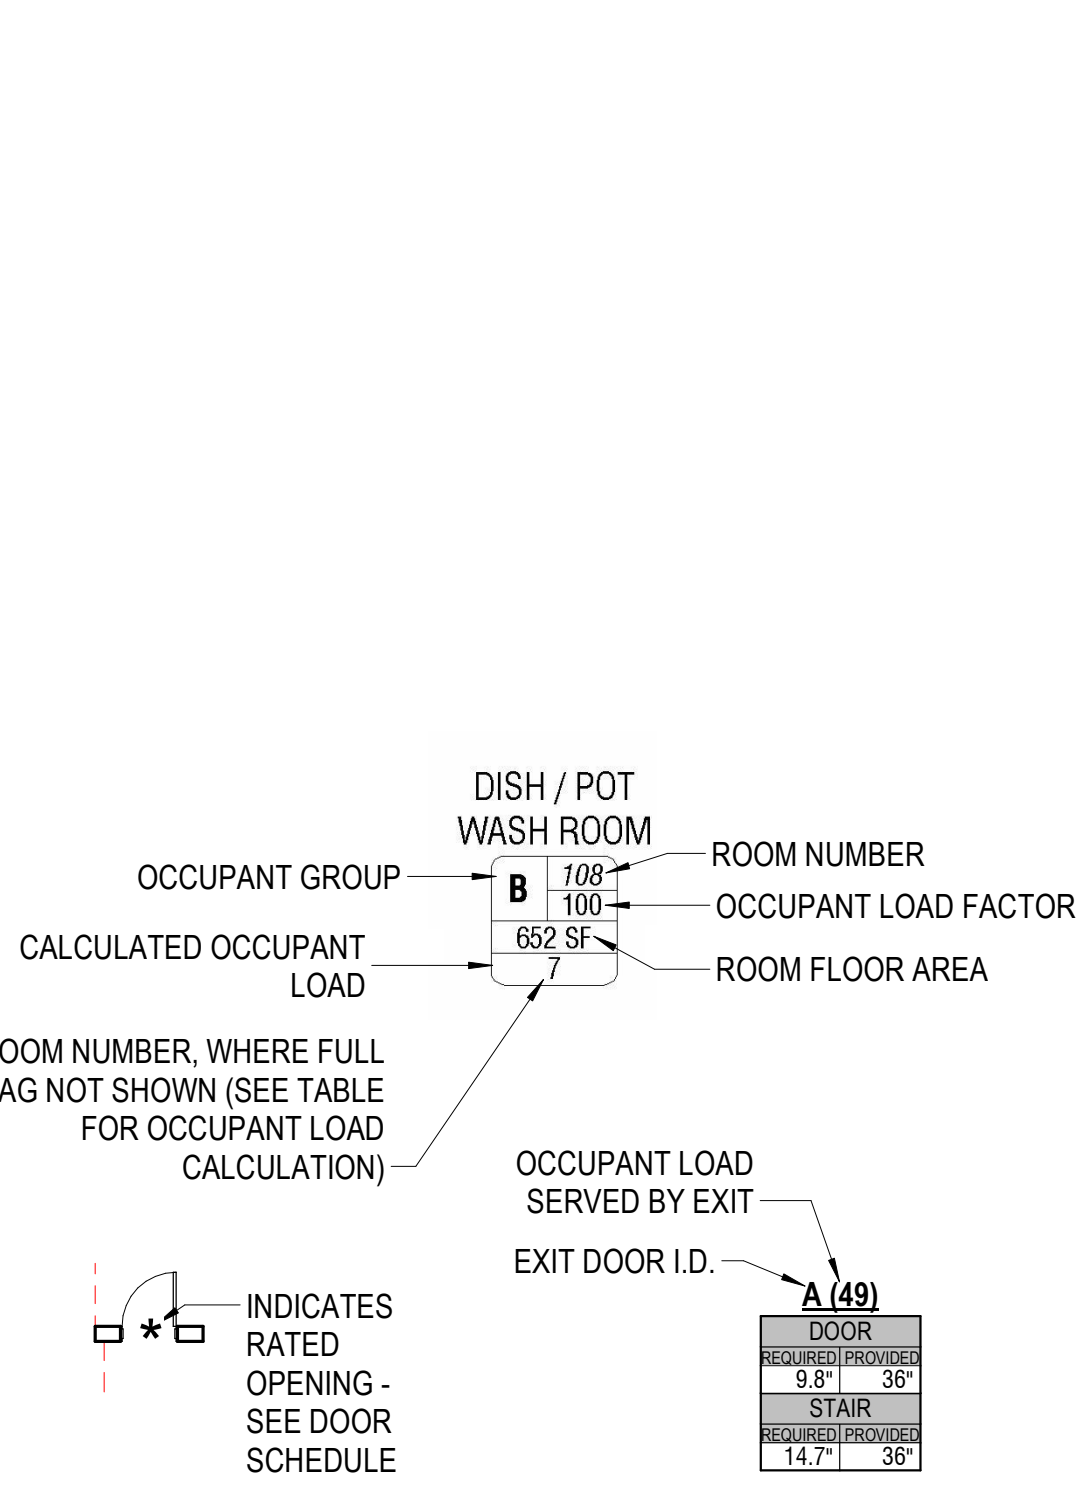 DISH / POT
WASH ROOM
OCCUPANT GROUP
B
108
100
652 SF
7
ROOM NUMBER
OCCUPANT LOAD FACTOR
ROOM FLOOR AREA
CALCULATED OCCUPANT
LOAD
OOM NUMBER, WHERE FULL
AG NOT SHOWN (SEE TABLE
FOR OCCUPANT LOAD
CALCULATION)
OCCUPANT LOAD
SERVED BY EXIT
EXIT DOOR I.D.
A (49)
DOOR
REQUIRED PROVIDED
9.8" 36"
STAIR
REQUIRED PROVIDED
14.7" 36"
*
INDICATES
RATED
OPENING -
SEE DOOR
SCHEDULE